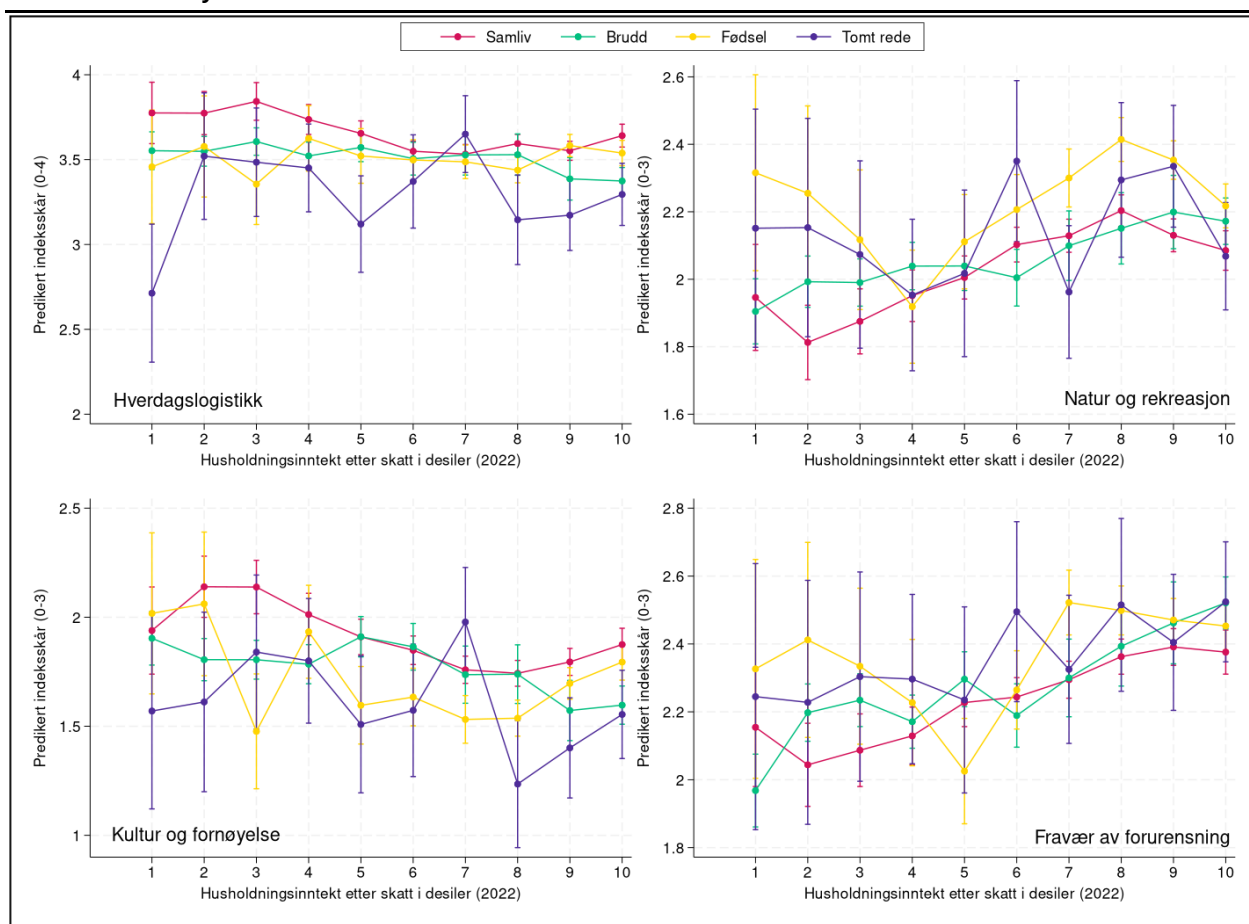 Samliv Brudd Fødsel Tomt rede
Predikert indeksskår (0-4)
4
3.5
3
2.5
2
Hverdagslogistikk
1 2 3 4 5 6 7 8 9 10
Husholdningsinntekt etter skatt i desiler (2022)
Predikert indeksskår (0-3)
2.6
2.4
2.2
2
1.8
1.6
Natur og rekreasjon
1 2 3 4 5 6 7 8 9 10
Husholdningsinntekt etter skatt i desiler (2022)
Predikert indeksskår (0-3)
2.5
2
1.5
1
Kultur og fornøyelse
1 2 3 4 5 6 7 8 9 10
Husholdningsinntekt etter skatt i desiler (2022)
Predikert indeksskår (0-3)
2.8
2.6
2.4
2.2
2
1.8
Fravær av forurensning
1 2 3 4 5 6 7 8 9 10
Husholdningsinntekt etter skatt i desiler (2022)